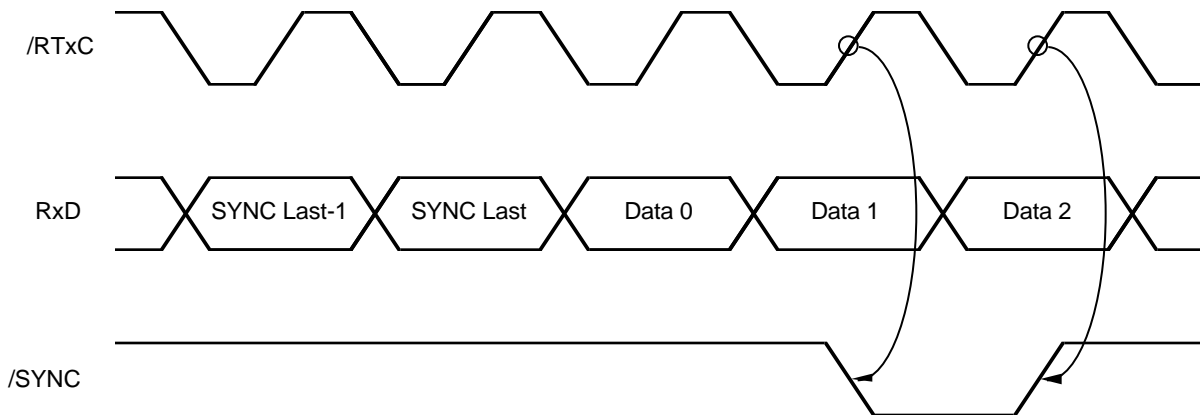 /RTxC
RxD SYNC Last-1 SYNC Last Data 0 Data 1 Data 2
/SYNC